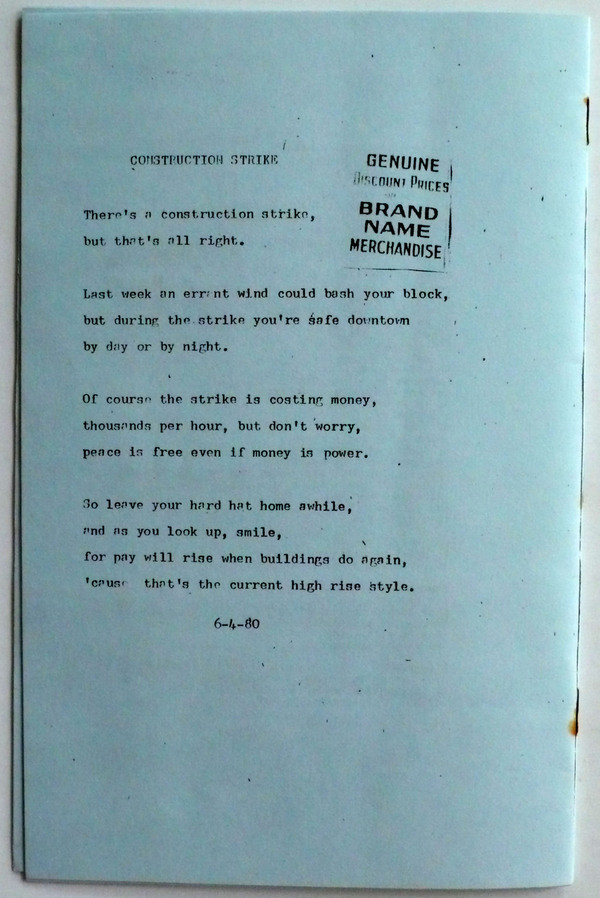 CONSTRUCTION STRIKE
GENUINE
DISCOUNT PRICES
BRAND
NAME
MERCHANDISE
There's a construction strike,
but that's all right.
Last week an errant wind could bash your block,
but during the strike you're safe downtown
by day or by night.
Of course the strike is costing money,
thousands per hour, but don't worry,
peace is free even if money is power.
So leave your hard hat home awhile,
and as you look up, smile,
for pay will rise when buildings do again,
'cause that's the current high rise style.
6-4-80